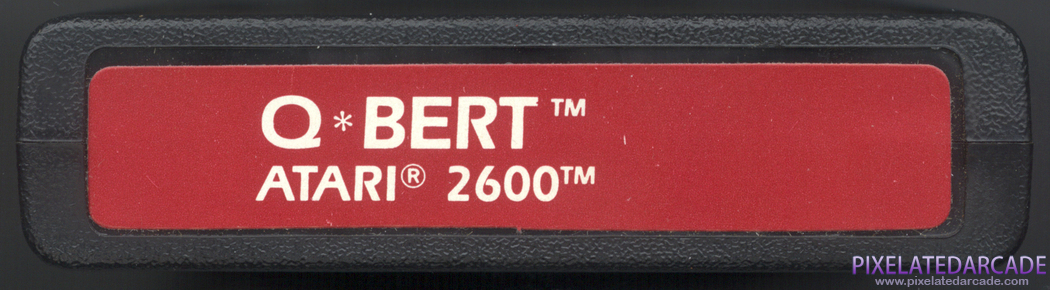 Q*BERT™
ATARI® 2600™
PIXELATEDARCADE
www.pixelatedarcade.com